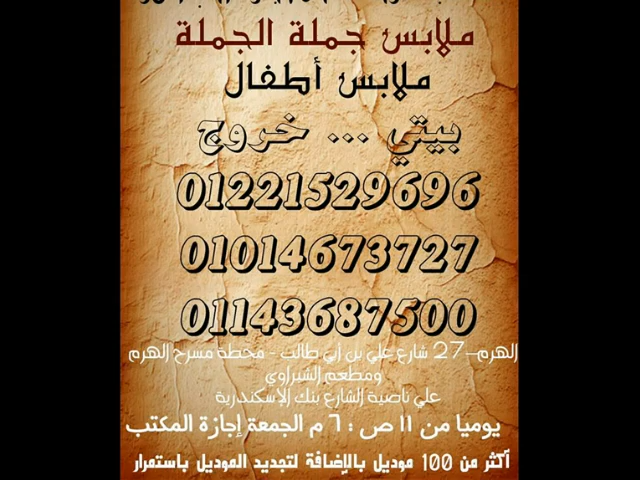 ملابس جملة الجملة
ملابس أطفال
بيتي ... خروج
01221529696
01014673727
01143687500
الهرم-27 شارع علي بن أبي طالب - محطة مسرح الهرم
ومطعم الشبراوي
علي ناصية الشارع بنك الإسكندرية
يوميا من ١١ ص : ٦ م الجمعة إجازة المكتب
أكثر من 100 موديل بالإضافة لتجديد الموديل باستمرار